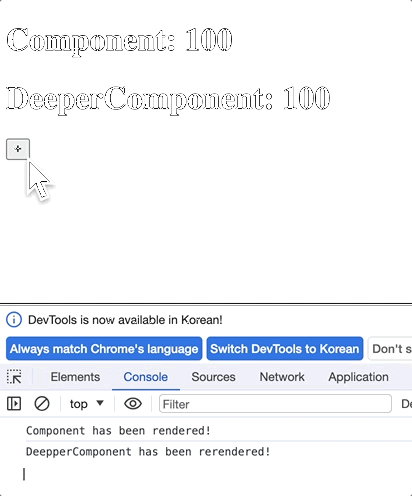 Component: 100
DeeperComponent: 100
+
DevTools is now available in Korean!
Always match Chrome's language Switch DevTools to Korean Don't s
Elements Console Sources Network Application
top Filter De
Component has been rendered!
DeepperComponent has been rerendered!